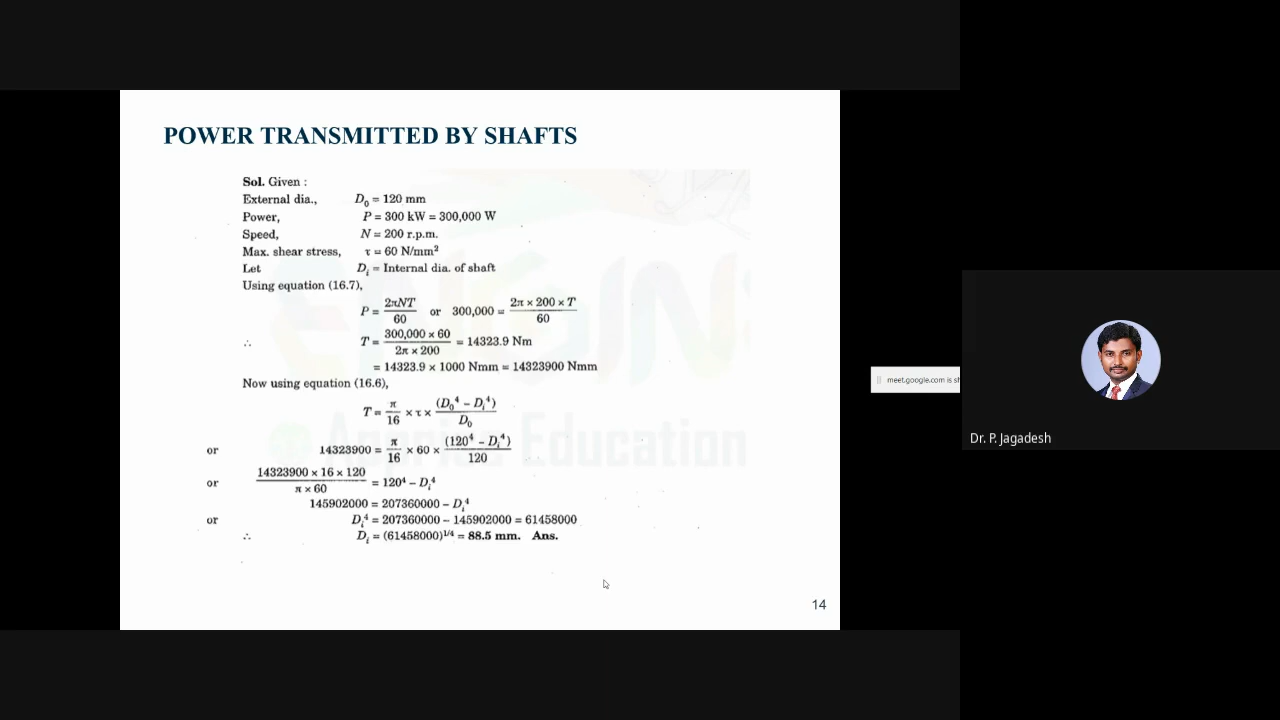 POWER TRANSMITTED BY SHAFTS
Sol. Given :
External dia., D₀ = 120 mm
Power, P = 300 kW = 300,000 W
Speed, N = 200 r.p.m.
Max. shear stress, τ = 60 N/mm²
Let Dᵢ = Internal dia. of shaft
Using equation (16.7),
P = 2πNT / 60 or 300,000 = 2π × 200 × T / 60
∴ T = 300,000 × 60 / 2π × 200 = 14323.9 Nm
= 14323.9 × 1000 Nmm = 14323900 Nmm
Now using equation (16.6),
T = π / 16 × τ × (D₀⁴ – Dᵢ⁴) / D₀
or 14323900 = π / 16 × 60 × (120⁴ – Dᵢ⁴) / 120
or 14323900 × 16 × 120 / π × 60 = 120⁴ – Dᵢ⁴
145902000 = 207360000 – Dᵢ⁴
or Dᵢ⁴ = 207360000 – 145902000 = 61458000
∴ Dᵢ = (61458000)¹/⁴ = 88.5 mm. Ans.
14
meet.google.com is sh
Dr. P. Jagadesh